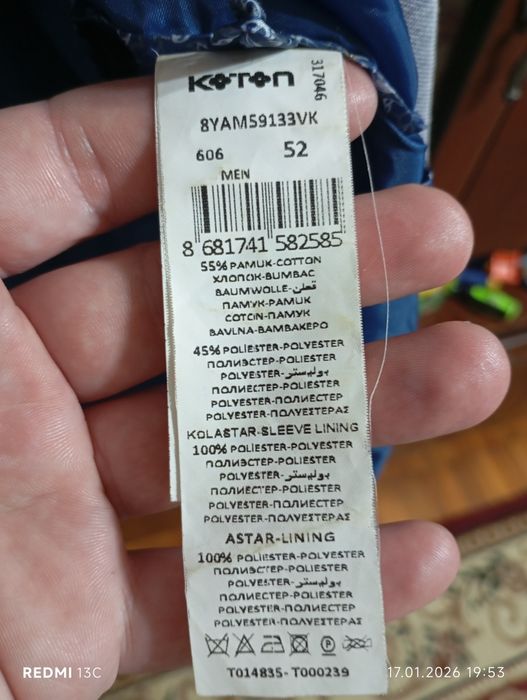 KOTON
317046
8YAM59133VK
606 52
MEN
8 681741 582585
55% PAMUK-COTTON
ХЛОПОК-BUMBAC
BAUMWOLLE-قطن
ПАМУК-PAMUK
COTON-ПАМУК
BAVLNA-ΒΑΜΒΑΚΕΡΟ
45% POLIESTER-POLYESTER
ПОЛИЭСТЕР-POLIESTER
POLYESTER-بوليستر
ПОЛИЕСТЕР-POLIESTER
POLYESTER-ПОЛИЕСТЕР
POLYESTER-ΠΟΛΥΕΣΤΕΡΑΣ
KOLASTAR-SLEEVE LINING
100% POLIESTER-POLYESTER
ПОЛИЭСТЕР-POLIESTER
POLYESTER-بوليستر
ПОЛИЕСТЕР-POLIESTER
POLYESTER-ПОЛИЕСТЕР
POLYESTER-ΠΟΛΥΕΣΤΕΡΑΣ
ASTAR-LINING
100% POLIESTER-POLYESTER
ПОЛИЭСТЕР-POLIESTER
POLYESTER-بوليستر
ПОЛИЕСТЕР-POLIESTER
POLYESTER-ПОЛИЕСТЕР
POLYESTER-ΠΟΛΥΕΣΤΕΡΑΣ
P
T014835-T000239
REDMI 13C
17.01.2026 19:53